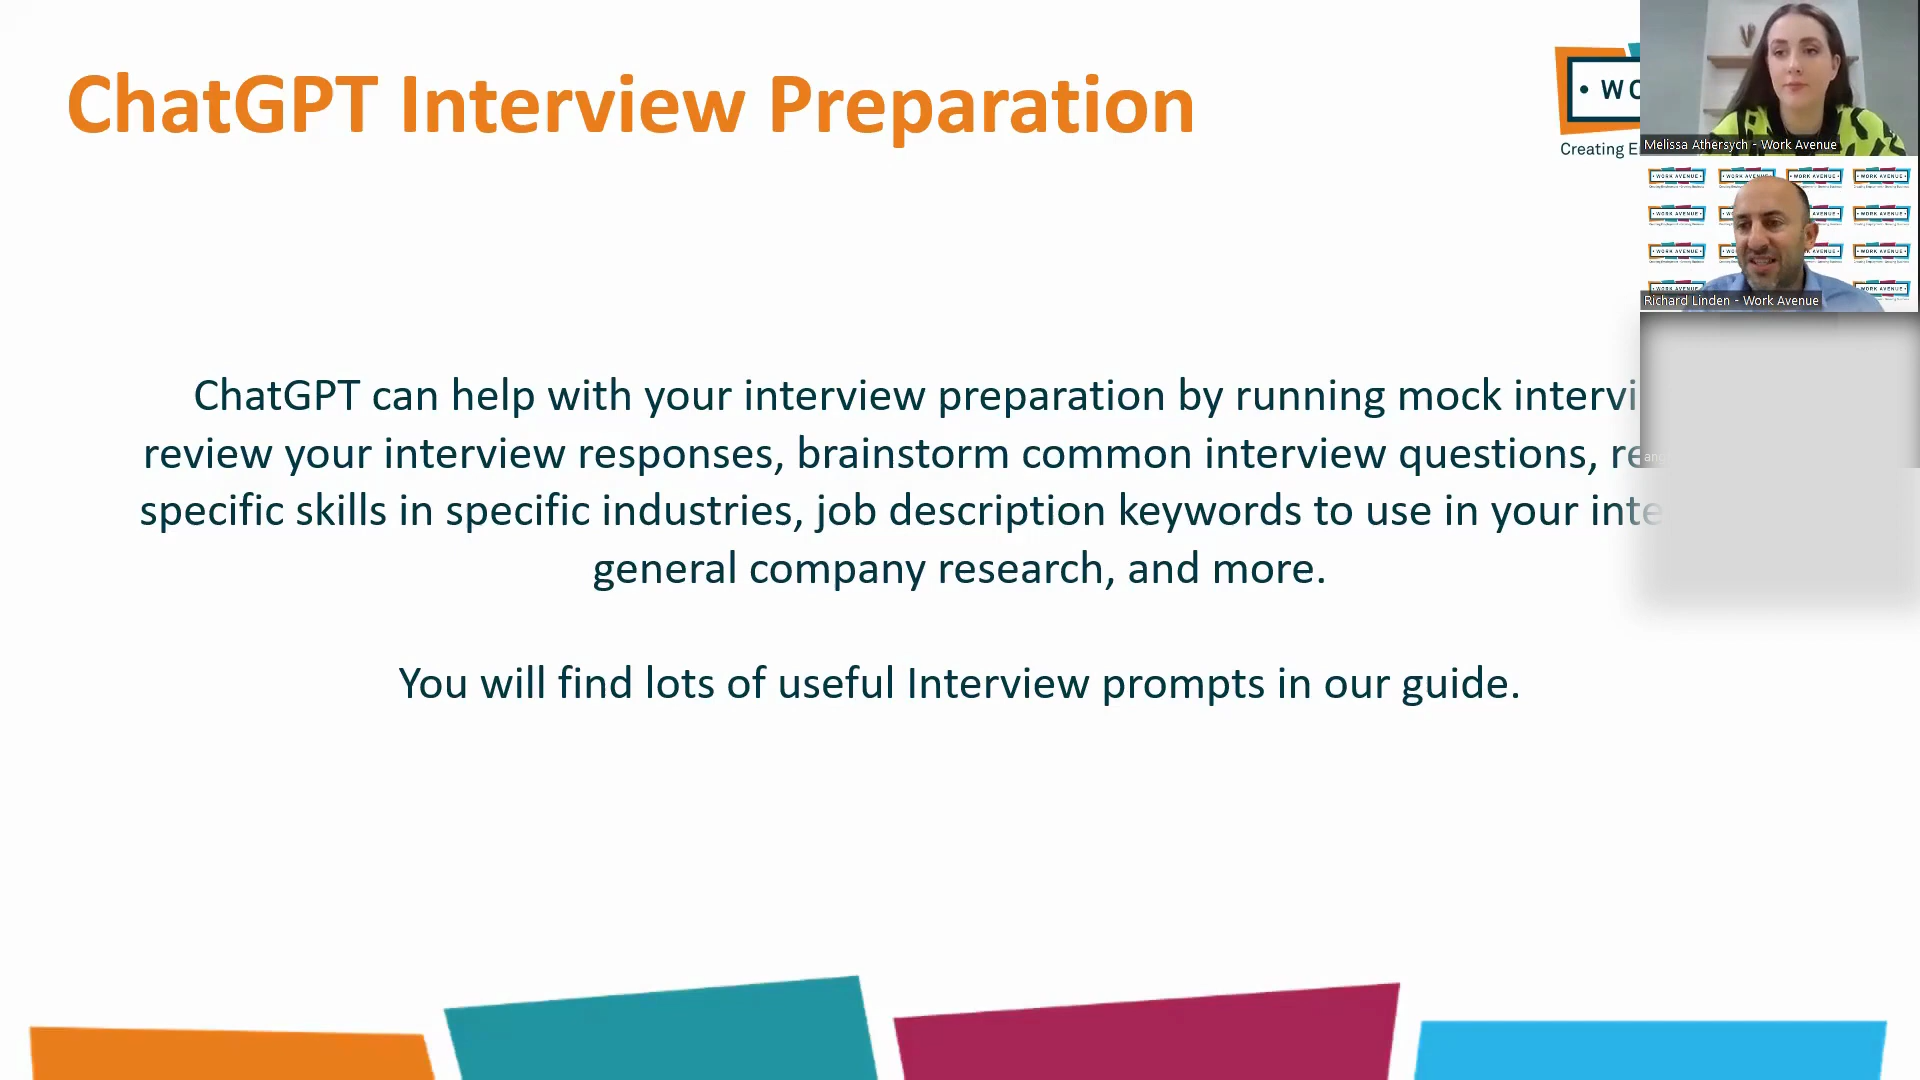 ChatGPT Interview Preparation
WO
Creating E
Melissa Athersych - Work Avenue
WORK AVENUE
Richard Linden - Work Avenue
ChatGPT can help with your interview preparation by running mock intervi
review your interview responses, brainstorm common interview questions, re
specific skills in specific industries, job description keywords to use in your inte
general company research, and more.
You will find lots of useful Interview prompts in our guide.